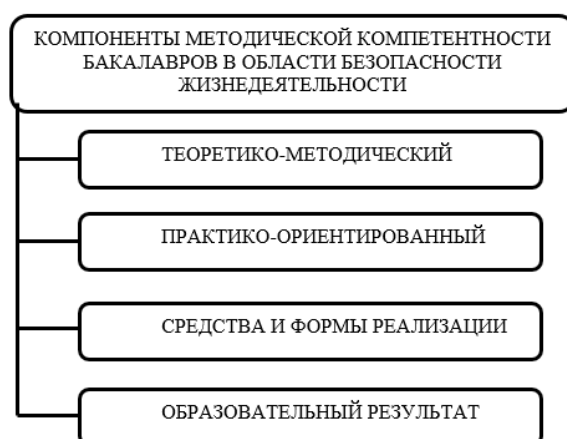 КОМПОНЕНТЫ МЕТОДИЧЕСКОЙ КОМПЕТЕНТНОСТИ
БАКАЛАВРОВ В ОБЛАСТИ БЕЗОПАСНОСТИ
ЖИЗНЕДЕЯТЕЛЬНОСТИ
ТЕОРЕТИКО-МЕТОДИЧЕСКИЙ
ПРАКТИКО-ОРИЕНТИРОВАННЫЙ
СРЕДСТВА И ФОРМЫ РЕАЛИЗАЦИИ
ОБРАЗОВАТЕЛЬНЫЙ РЕЗУЛЬТАТ